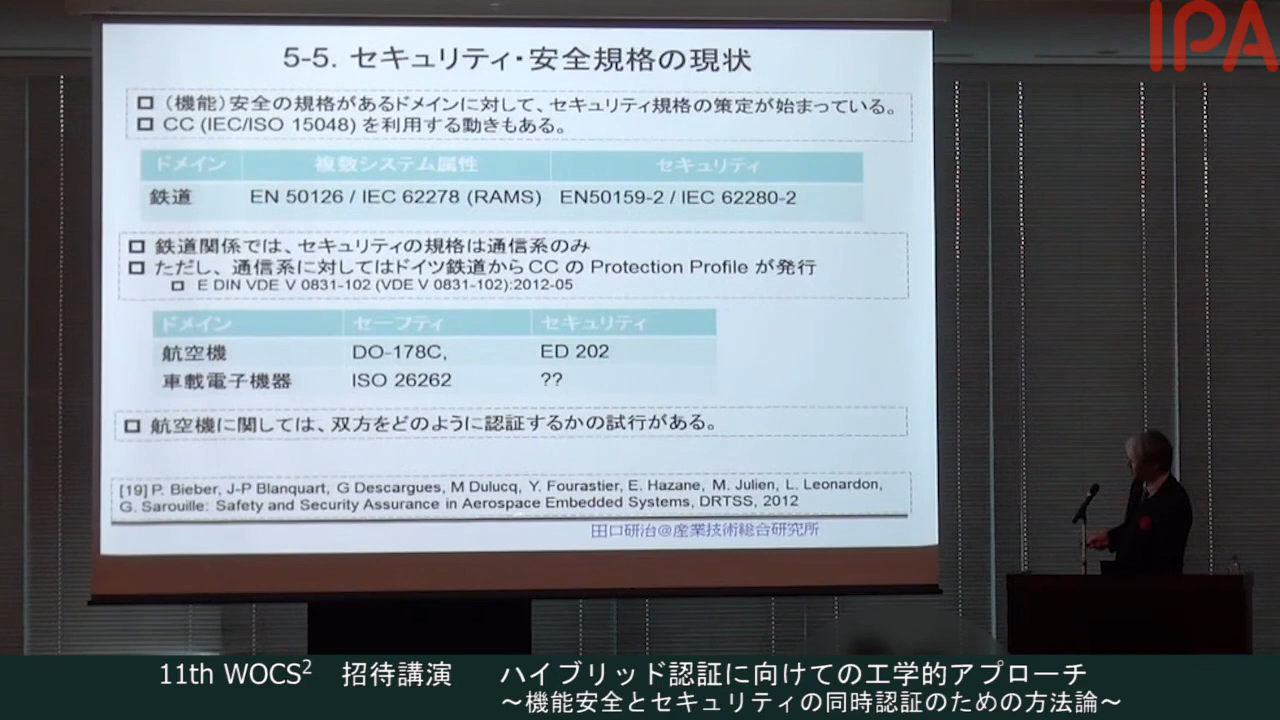 IPA
5-5. セキュリティ・安全規格の現状
□ （機能）安全の規格があるドメインに対して、セキュリティ規格の策定が始まっている。
□ CC (IEC/ISO 15048) を利用する動きもある。
ドメイン 複数システム属性 セキュリティ
鉄道 EN 50126 / IEC 62278 (RAMS) EN50159-2 / IEC 62280-2
□ 鉄道関係では、セキュリティの規格は通信系のみ
□ ただし、通信系に対してはドイツ鉄道からCCのProtection Profile が発行
□ E DIN VDE V 0831-102 (VDE V 0831-102):2012-05
ドメイン セーフティ セキュリティ
航空機 DO-178C, ED 202
車載電子機器 ISO 26262 ??
□ 航空機に関しては、双方をどのように認証するかの試行がある。
[19] P. Bieber, J-P Blanquart, G Descargues, M Dulucq, Y. Fourastier, E. Hazane, M. Julien, L. Leonardon,
G. Sarouille: Safety and Security Assurance in Aerospace Embedded Systems, DRTSS, 2012
田口研治@産業技術総合研究所
11th WOCS² 招待講演 ハイブリッド認証に向けての工学的アプローチ
～機能安全とセキュリティの同時認証のための方法論～